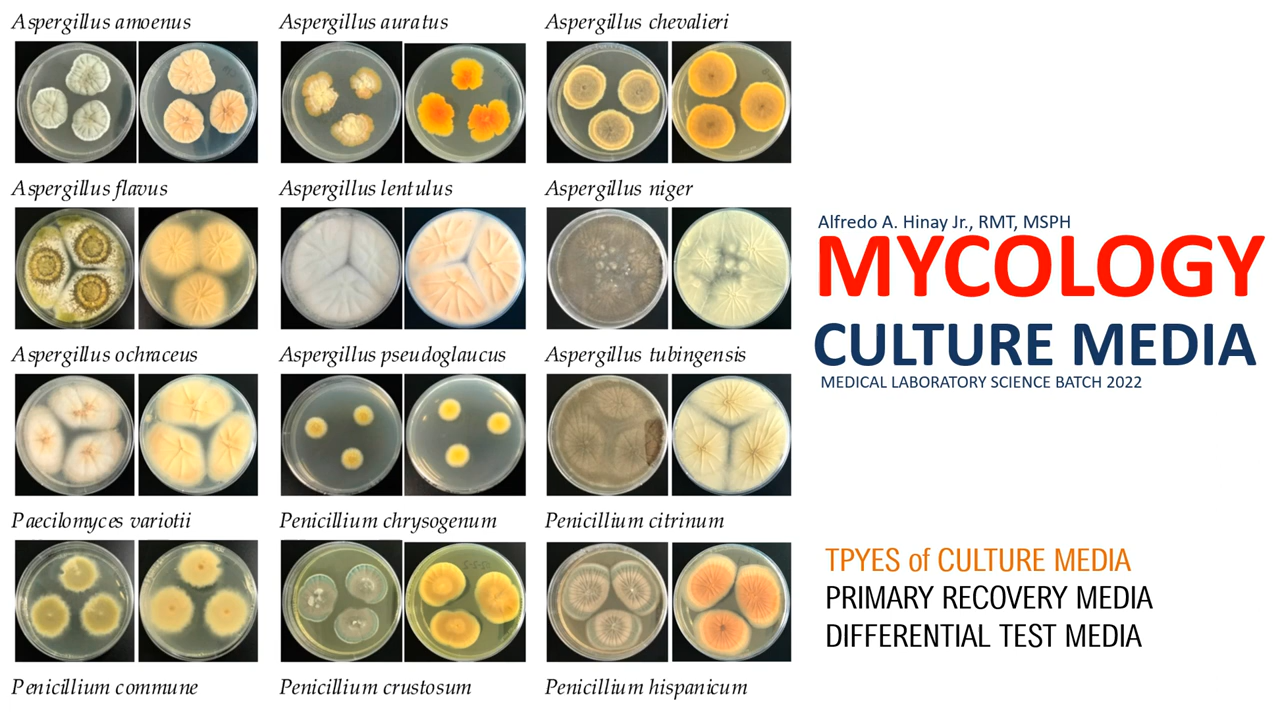 Aspergillus amoenus
Aspergillus auratus
Aspergillus chevalieri
Aspergillus flavus
Aspergillus lentulus
Aspergillus niger
Aspergillus ochraceus
Aspergillus pseudoglaucus
Aspergillus tubingensis
Paecilomyces variotii
Penicillium chrysogenum
Penicillium citrinum
Penicillium commune
Penicillium crustosum
Penicillium hispanicum
Alfredo A. Hinay Jr., RMT, MSPH
MYCOLOGY
CULTURE MEDIA
MEDICAL LABORATORY SCIENCE BATCH 2022
TPYES of CULTURE MEDIA
PRIMARY RECOVERY MEDIA
DIFFERENTIAL TEST MEDIA